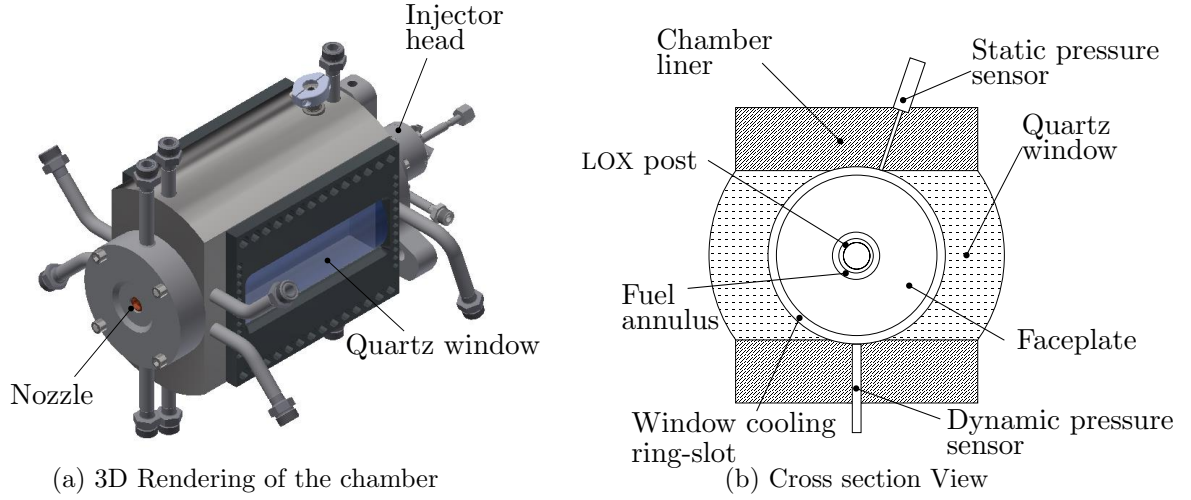 Injector
head
Quartz window
Nozzle
(a) 3D Rendering of the chamber
Chamber
liner
Static pressure
sensor
Quartz
window
LOX post
Fuel
annulus
Faceplate
Window cooling
ring-slot
Dynamic pressure
sensor
(b) Cross section View